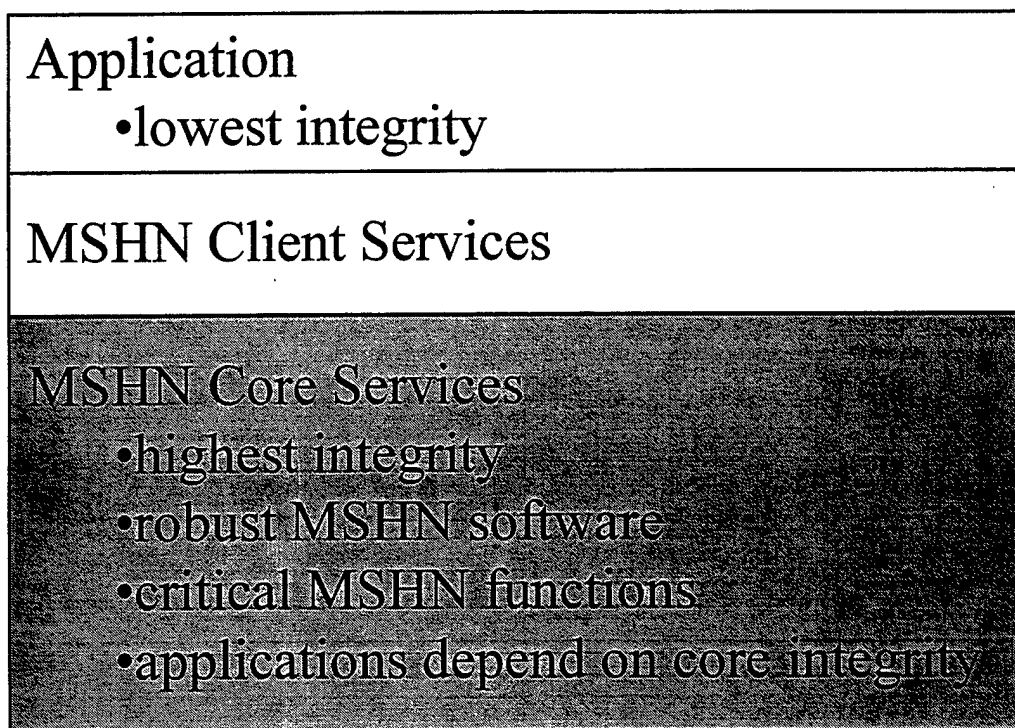 Application
•lowest integrity
MSHN Client Services
MSHN Core Services
•highest integrity
•robust MSHN software
•critical MSHN functions
•applications depend on core integrity